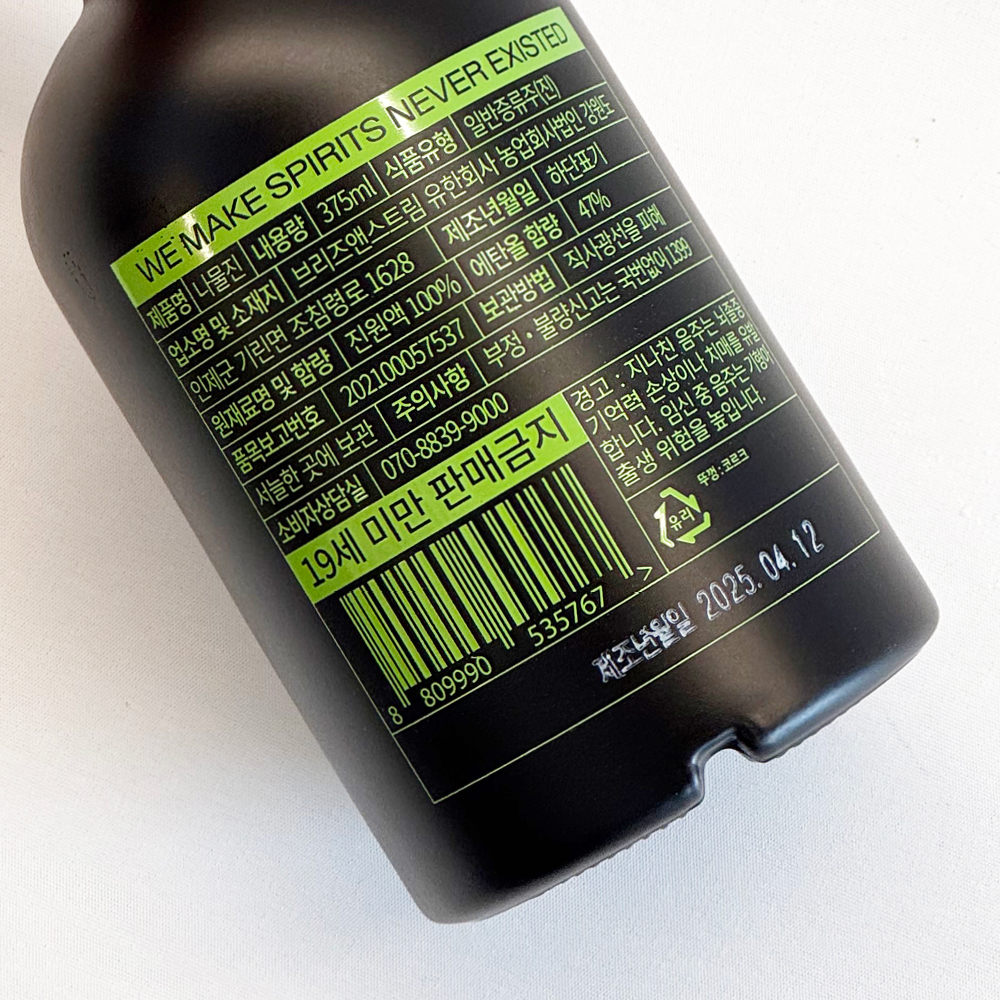 WE MAKE SPIRITS NEVER EXISTED
제품명 나물진 내용량 375ml 식품유형 일반증류주(진)
업소명 및 소재지 브리즈앤스트림 유한회사 농업회사법인 강원도
인제군 기린면 조침령로 1628 제조년월일 하단표기
원재료명 및 함량 진원액 100% 에탄올 함량 47%
품목보고번호 202100057537 보관방법 직사광선을 피해
서늘한 곳에 보관 주의사항 부정·불량신고는 국번없이 1399
소비자상담실 070-8839-9000
19세 미만 판매금지
경고 : 지나친 음주는 뇌졸중
기억력 손상이나 치매를 유발
합니다. 임신 중 음주는 기형아
출생 위험을 높입니다.
유리
뚜껑 : 코르크
8 809990 535767 >
제조년월일 2025.04.12